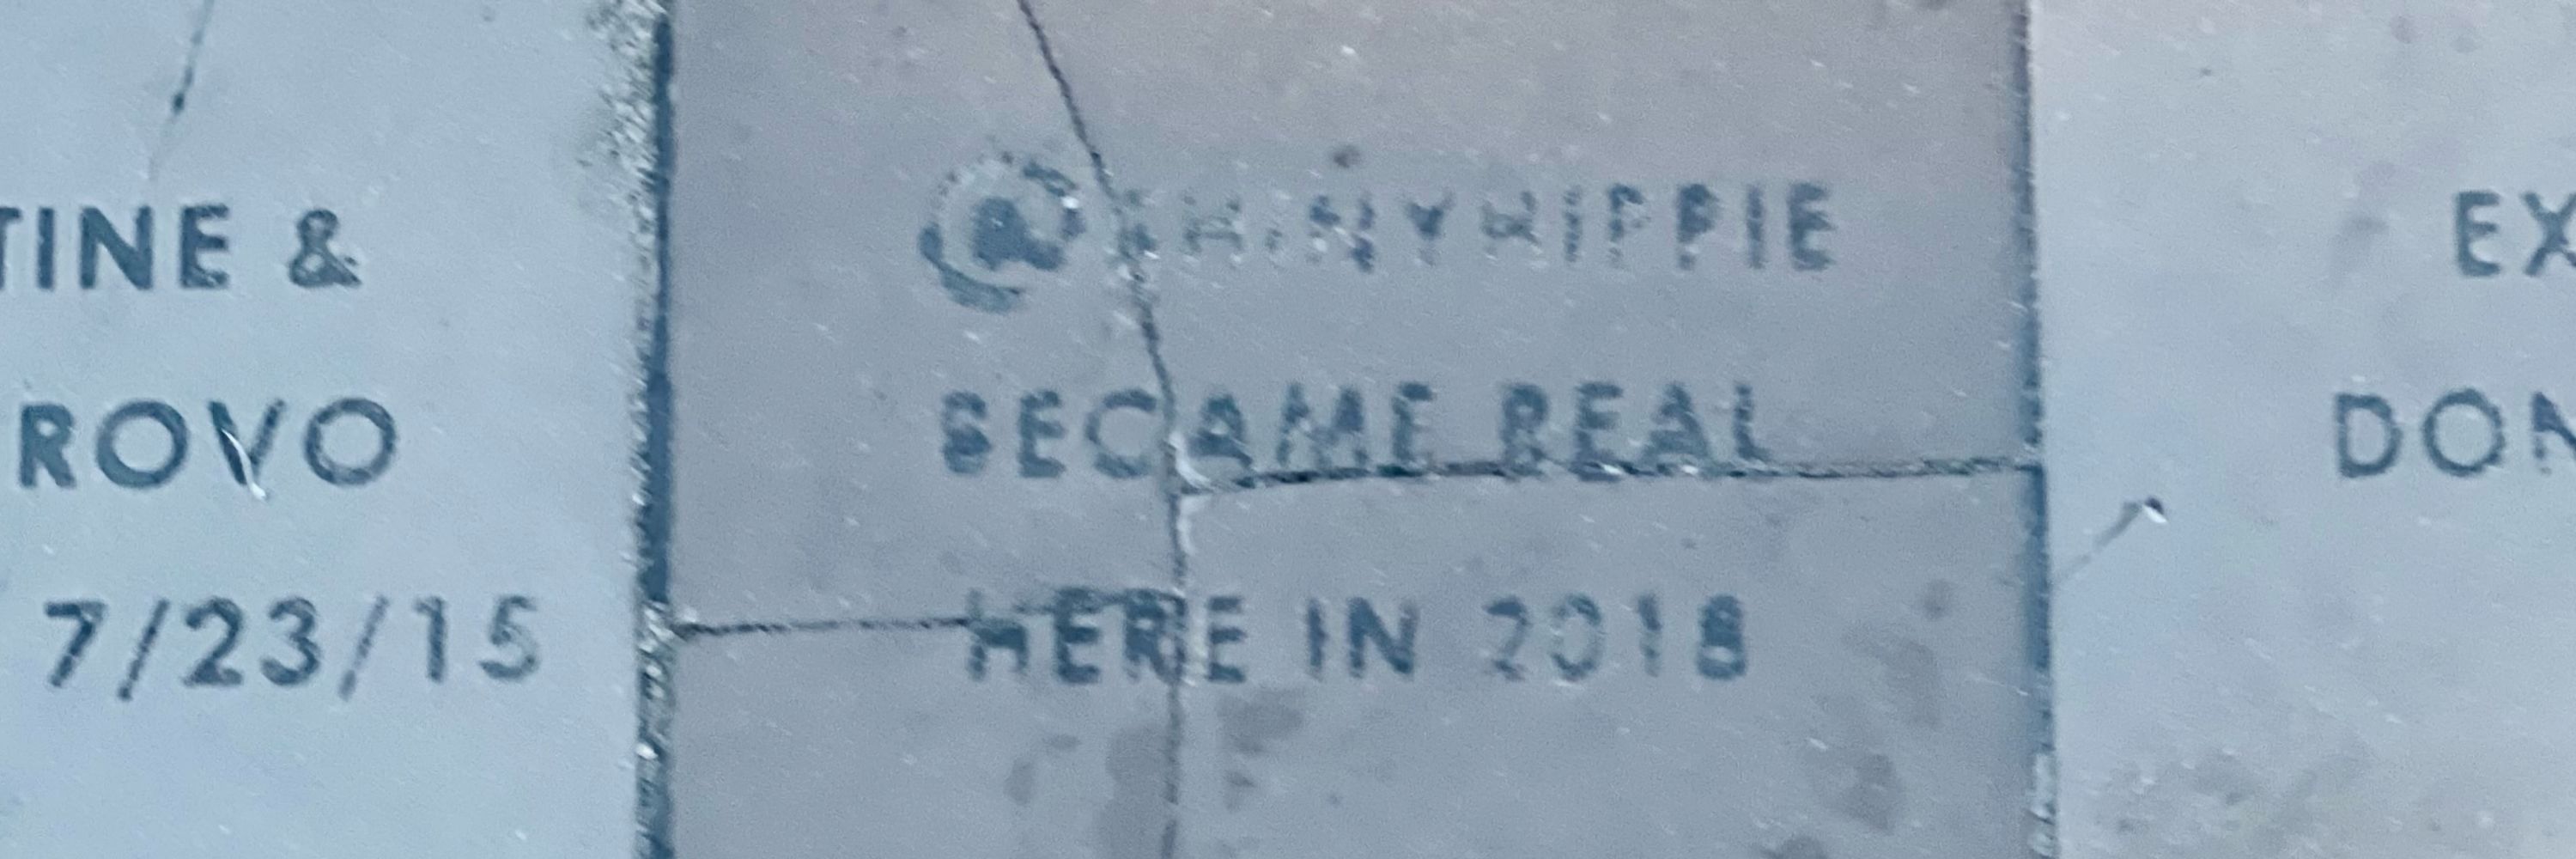 TINE &
ROVO
7/23/15
@SHINYHIPPIE
BECAME REAL
HERE IN 2018
EX
DON